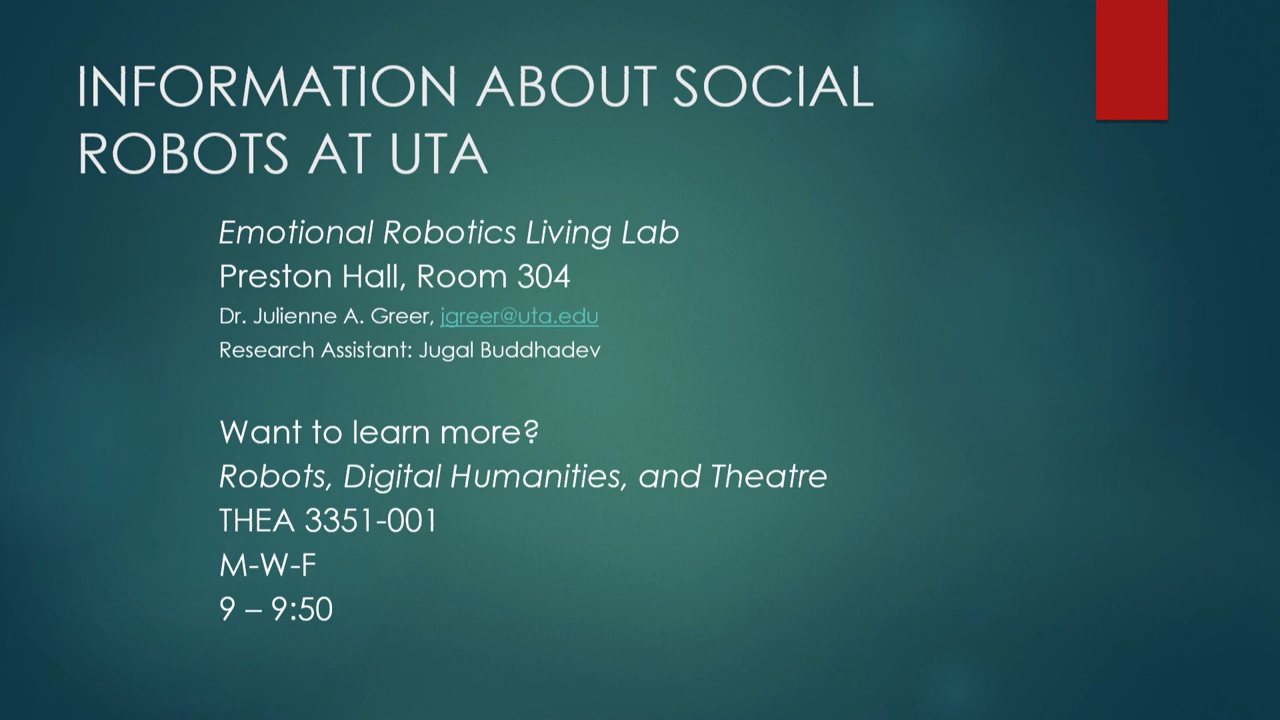 INFORMATION ABOUT SOCIAL
ROBOTS AT UTA
Emotional Robotics Living Lab
Preston Hall, Room 304
Dr. Julienne A. Greer, jgreer@uta.edu
Research Assistant: Jugal Buddhadev
Want to learn more?
Robots, Digital Humanities, and Theatre
THEA 3351-001
M-W-F
9 – 9:50